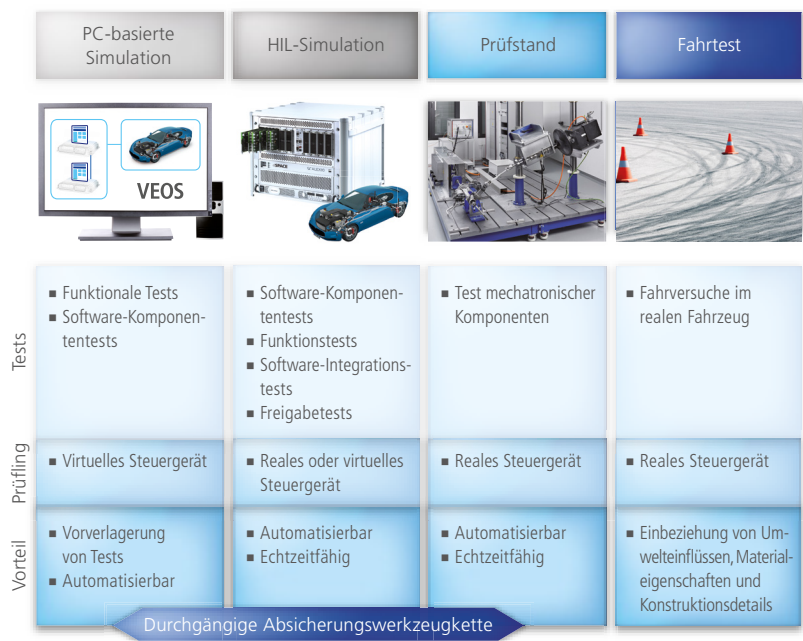 PC-basierte
Simulation
HIL-Simulation
Prüfstand
Fahrtest
VEOS
Tests
Funktionale Tests
Software-Komponen-
tentests
Software-Komponen-
tentests
Funktionstests
Software-Integrations-
tests
Freigabetests
Test mechatronischer
Komponenten
Fahrversuche im
realen Fahrzeug
Prüfling
Virtuelles Steuergerät
Reales oder virtuelles
Steuergerät
Reales Steuergerät
Reales Steuergerät
Vorteil
Vorverlagerung
von Tests
Automatisierbar
Automatisierbar
Echtzeitfähig
Automatisierbar
Echtzeitfähig
Einbeziehung von Um-
welteinflüssen, Material-
eigenschaften und
Konstruktionsdetails
Durchgängige Absicherungswerkzeugkette